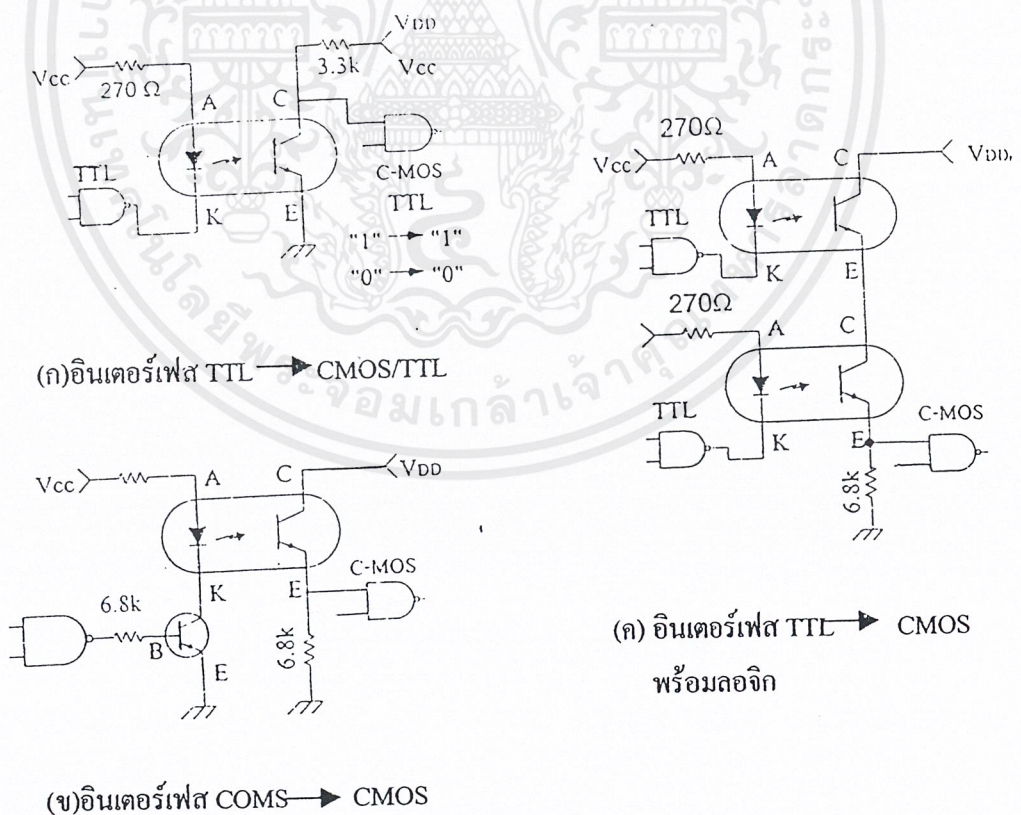 VDD
Vcc
3.3k
Vcc
270 Ω
A
C
TTL
C-MOS
K
E
TTL
"1" → "1"
"0" → "0"
(ก)อินเตอร์เฟส TTL → CMOS/TTL
270Ω
Vcc
A
C
VDD,
TTL
K
E
270Ω
A
C
TTL
K
E
C-MOS
6.8k
(ค) อินเตอร์เฟส TTL → CMOS
พร้อมลอจิก
Vcc
A
C
VDD
C-MOS
K
E
6.8k
B
E
6.8k
(ข)อินเตอร์เฟส COMS → CMOS